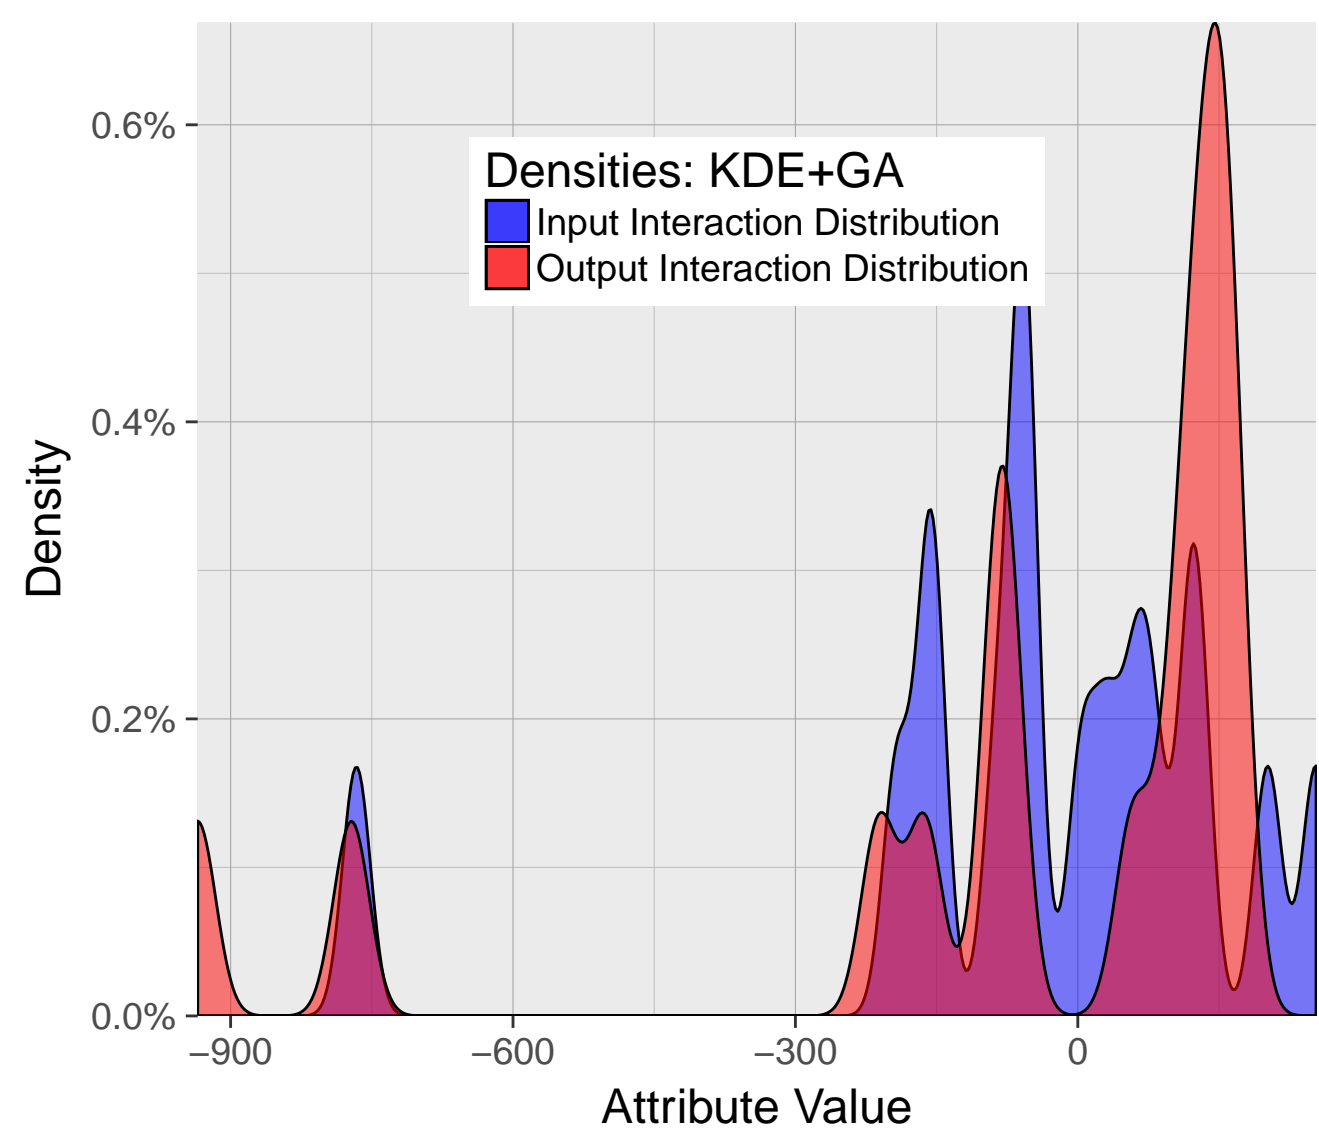 Densities: KDE+GA
Input Interaction Distribution
Output Interaction Distribution
0.6%
0.4%
0.2%
0.0%
Density
−900
−600
−300
0
Attribute Value